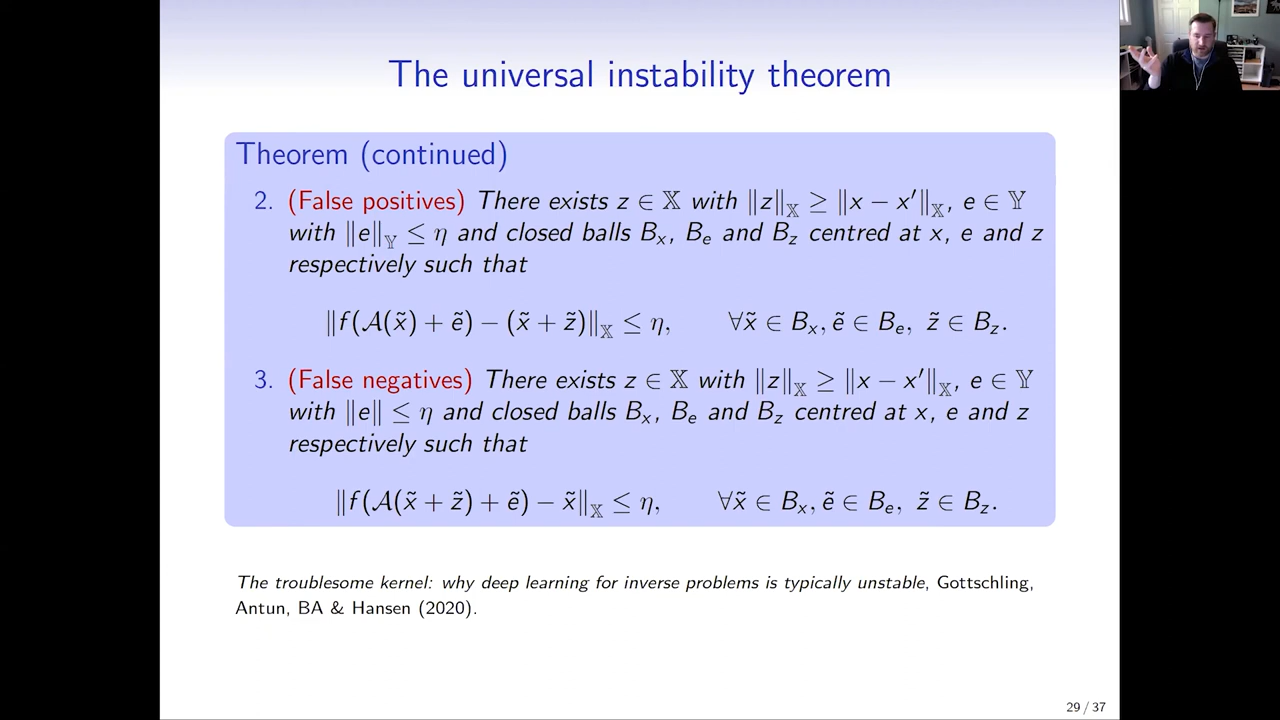 The universal instability theorem
Theorem (continued)
2. (False positives) There exists z ∈ 𝕏 with ‖z‖_𝕏 ≥ ‖x − x′‖_𝕏, e ∈ 𝕐
with ‖e‖_𝕐 ≤ η and closed balls B_x, B_e and B_z centred at x, e and z
respectively such that
‖f(𝒜(x̃) + ẽ) − (x̃ + z̃)‖_𝕏 ≤ η, ∀x̃ ∈ B_x, ẽ ∈ B_e, z̃ ∈ B_z.
3. (False negatives) There exists z ∈ 𝕏 with ‖z‖_𝕏 ≥ ‖x − x′‖_𝕏, e ∈ 𝕐
with ‖e‖ ≤ η and closed balls B_x, B_e and B_z centred at x, e and z
respectively such that
‖f(𝒜(x̃ + z̃) + ẽ) − x̃‖_𝕏 ≤ η, ∀x̃ ∈ B_x, ẽ ∈ B_e, z̃ ∈ B_z.
The troublesome kernel: why deep learning for inverse problems is typically unstable, Gottschling,
Antun, BA & Hansen (2020).
29 / 37